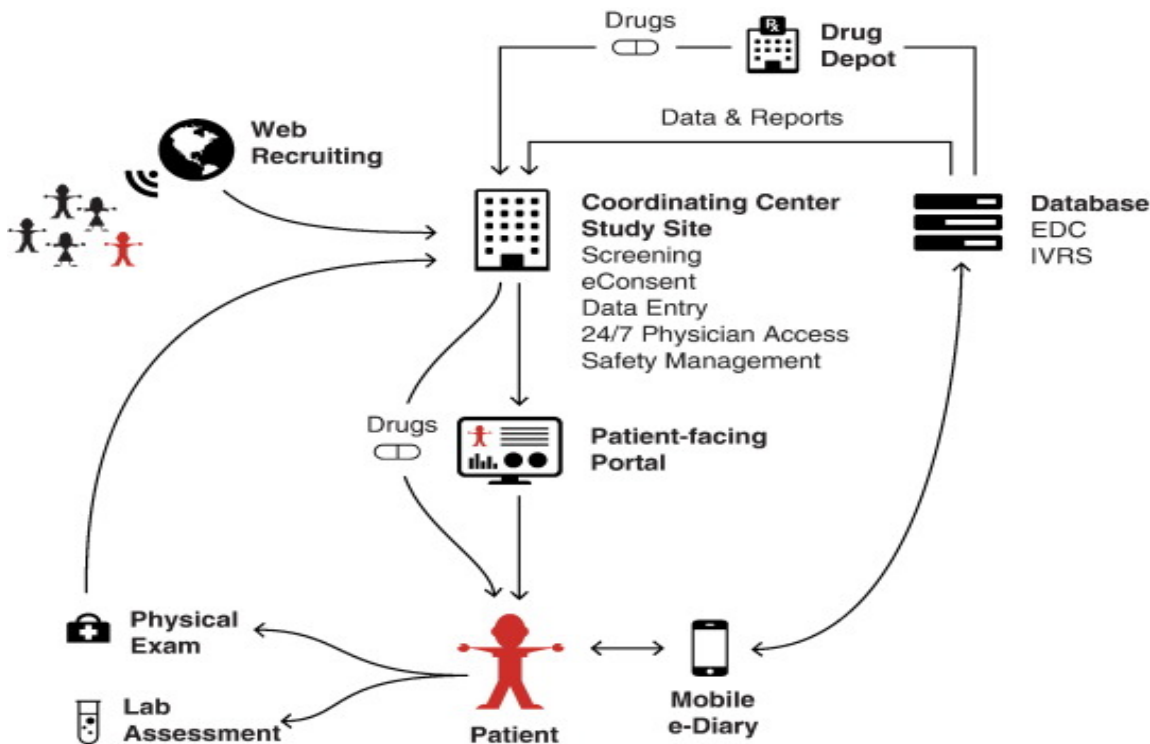 Drugs
Rx
Drug
Depot
Data & Reports
Web
Recruiting
Coordinating Center
Study Site
Screening
eConsent
Data Entry
24/7 Physician Access
Safety Management
Database
EDC
IVRS
Drugs
Patient-facing
Portal
Physical
Exam
Lab
Assessment
Patient
Mobile
e-Diary